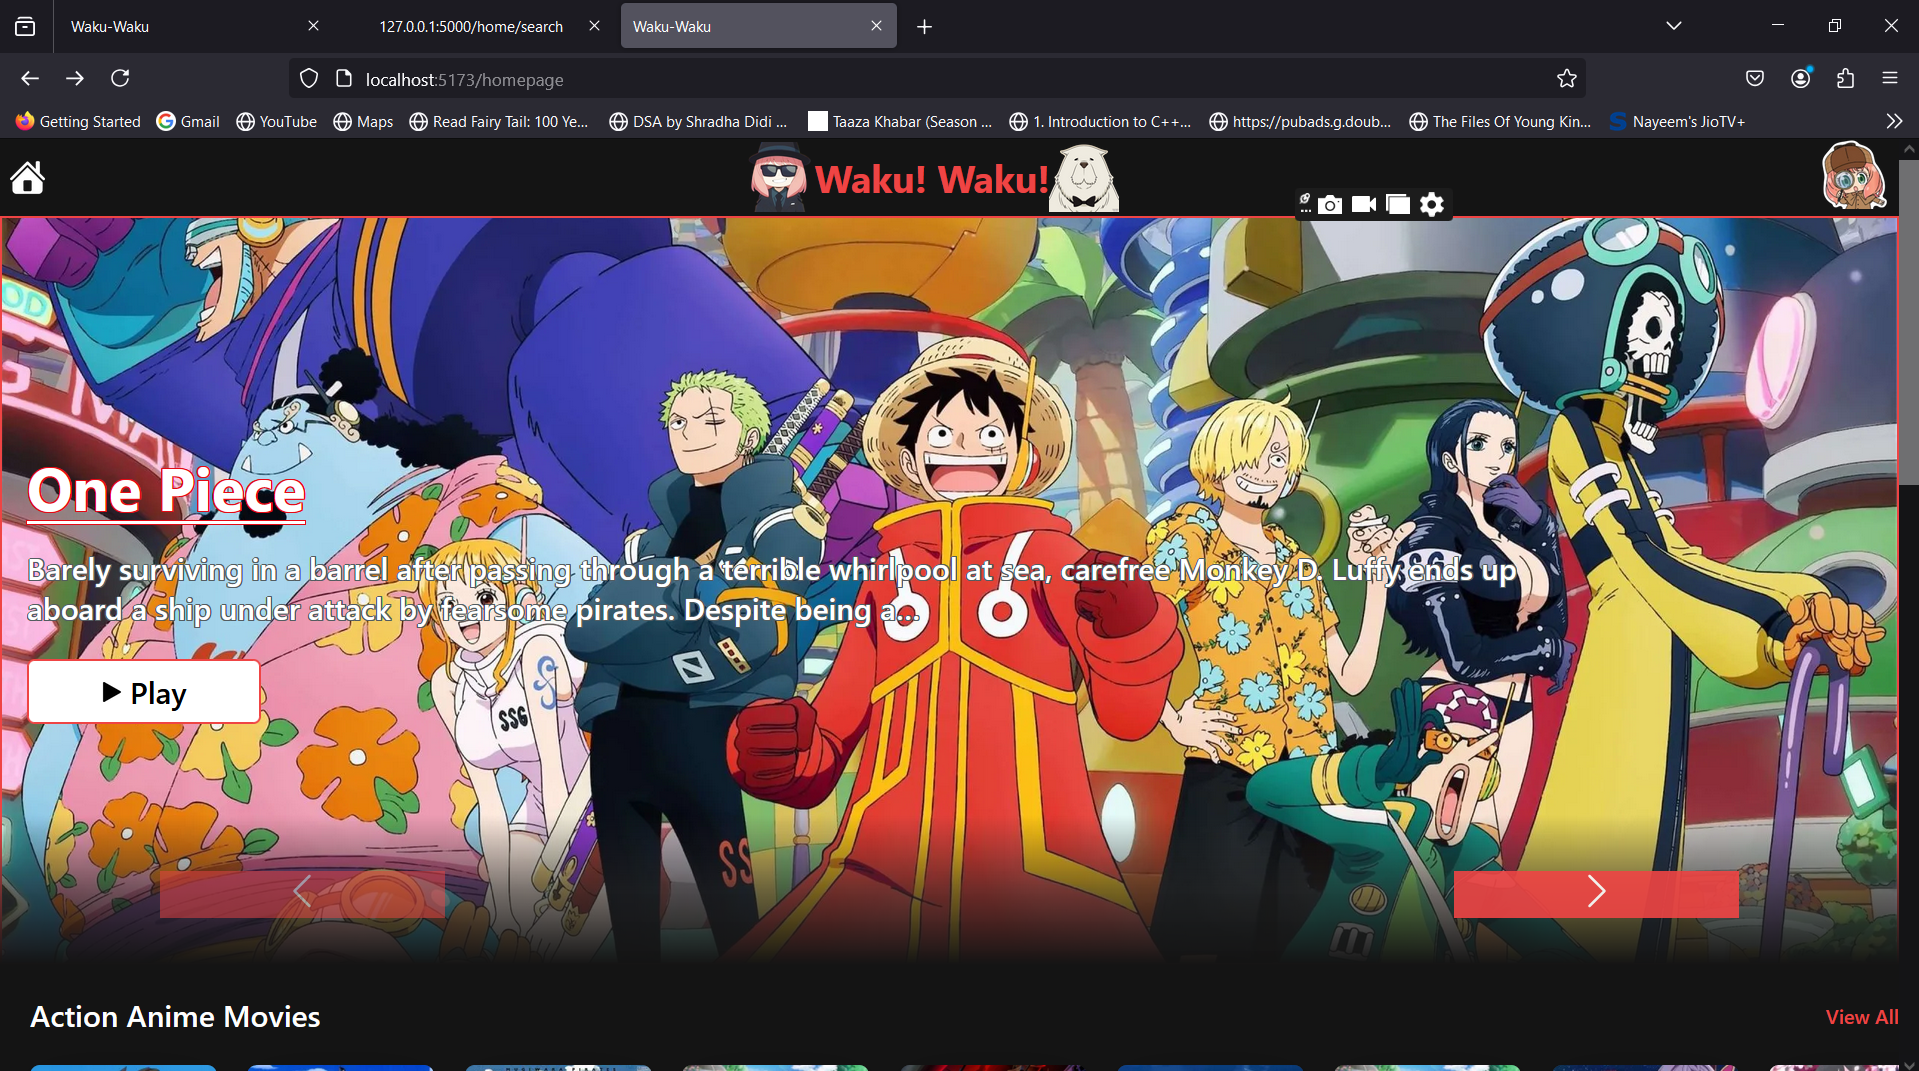 Waku-Waku
127.0.0.1:5000/home/search
Waku-Waku
localhost:5173/homepage
Getting Started
Gmail
YouTube
Maps
Read Fairy Tail: 100 Ye...
DSA by Shradha Didi ...
Taaza Khabar (Season ...
1. Introduction to C++...
https://pubads.g.doub...
The Files Of Young Kin...
Nayeem's JioTV+
Waku! Waku!
One Piece
Barely surviving in a barrel after passing through a terrible whirlpool at sea, carefree Monkey D. Luffy ends up
aboard a ship under attack by fearsome pirates. Despite being a...
Play
SSG
Action Anime Movies
View All